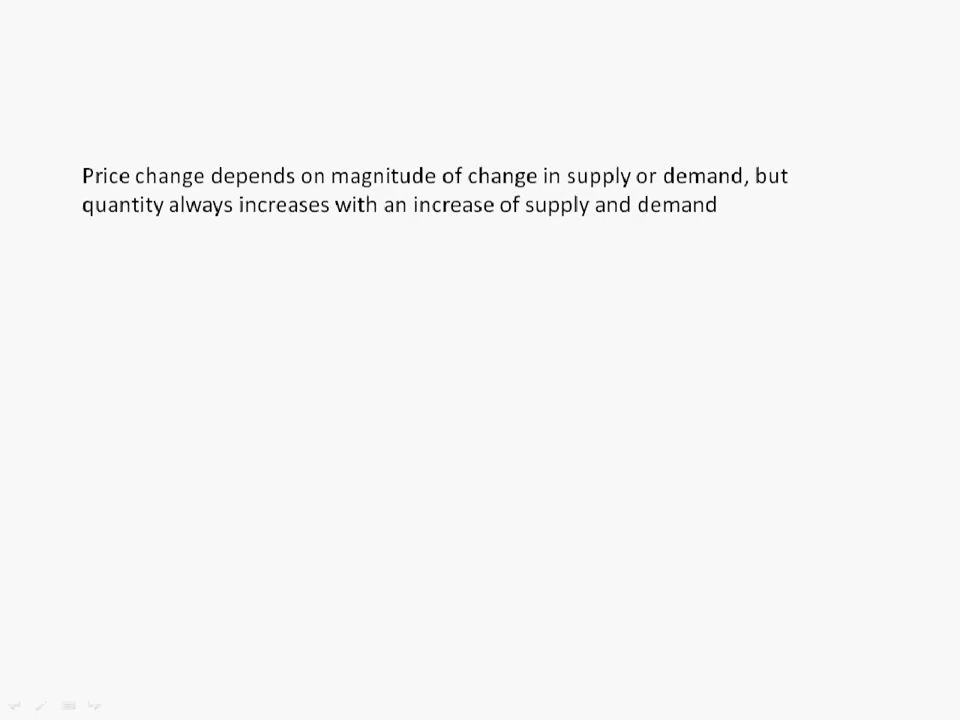 Price change depends on magnitude of change in supply or demand, but
quantity always increases with an increase of supply and demand